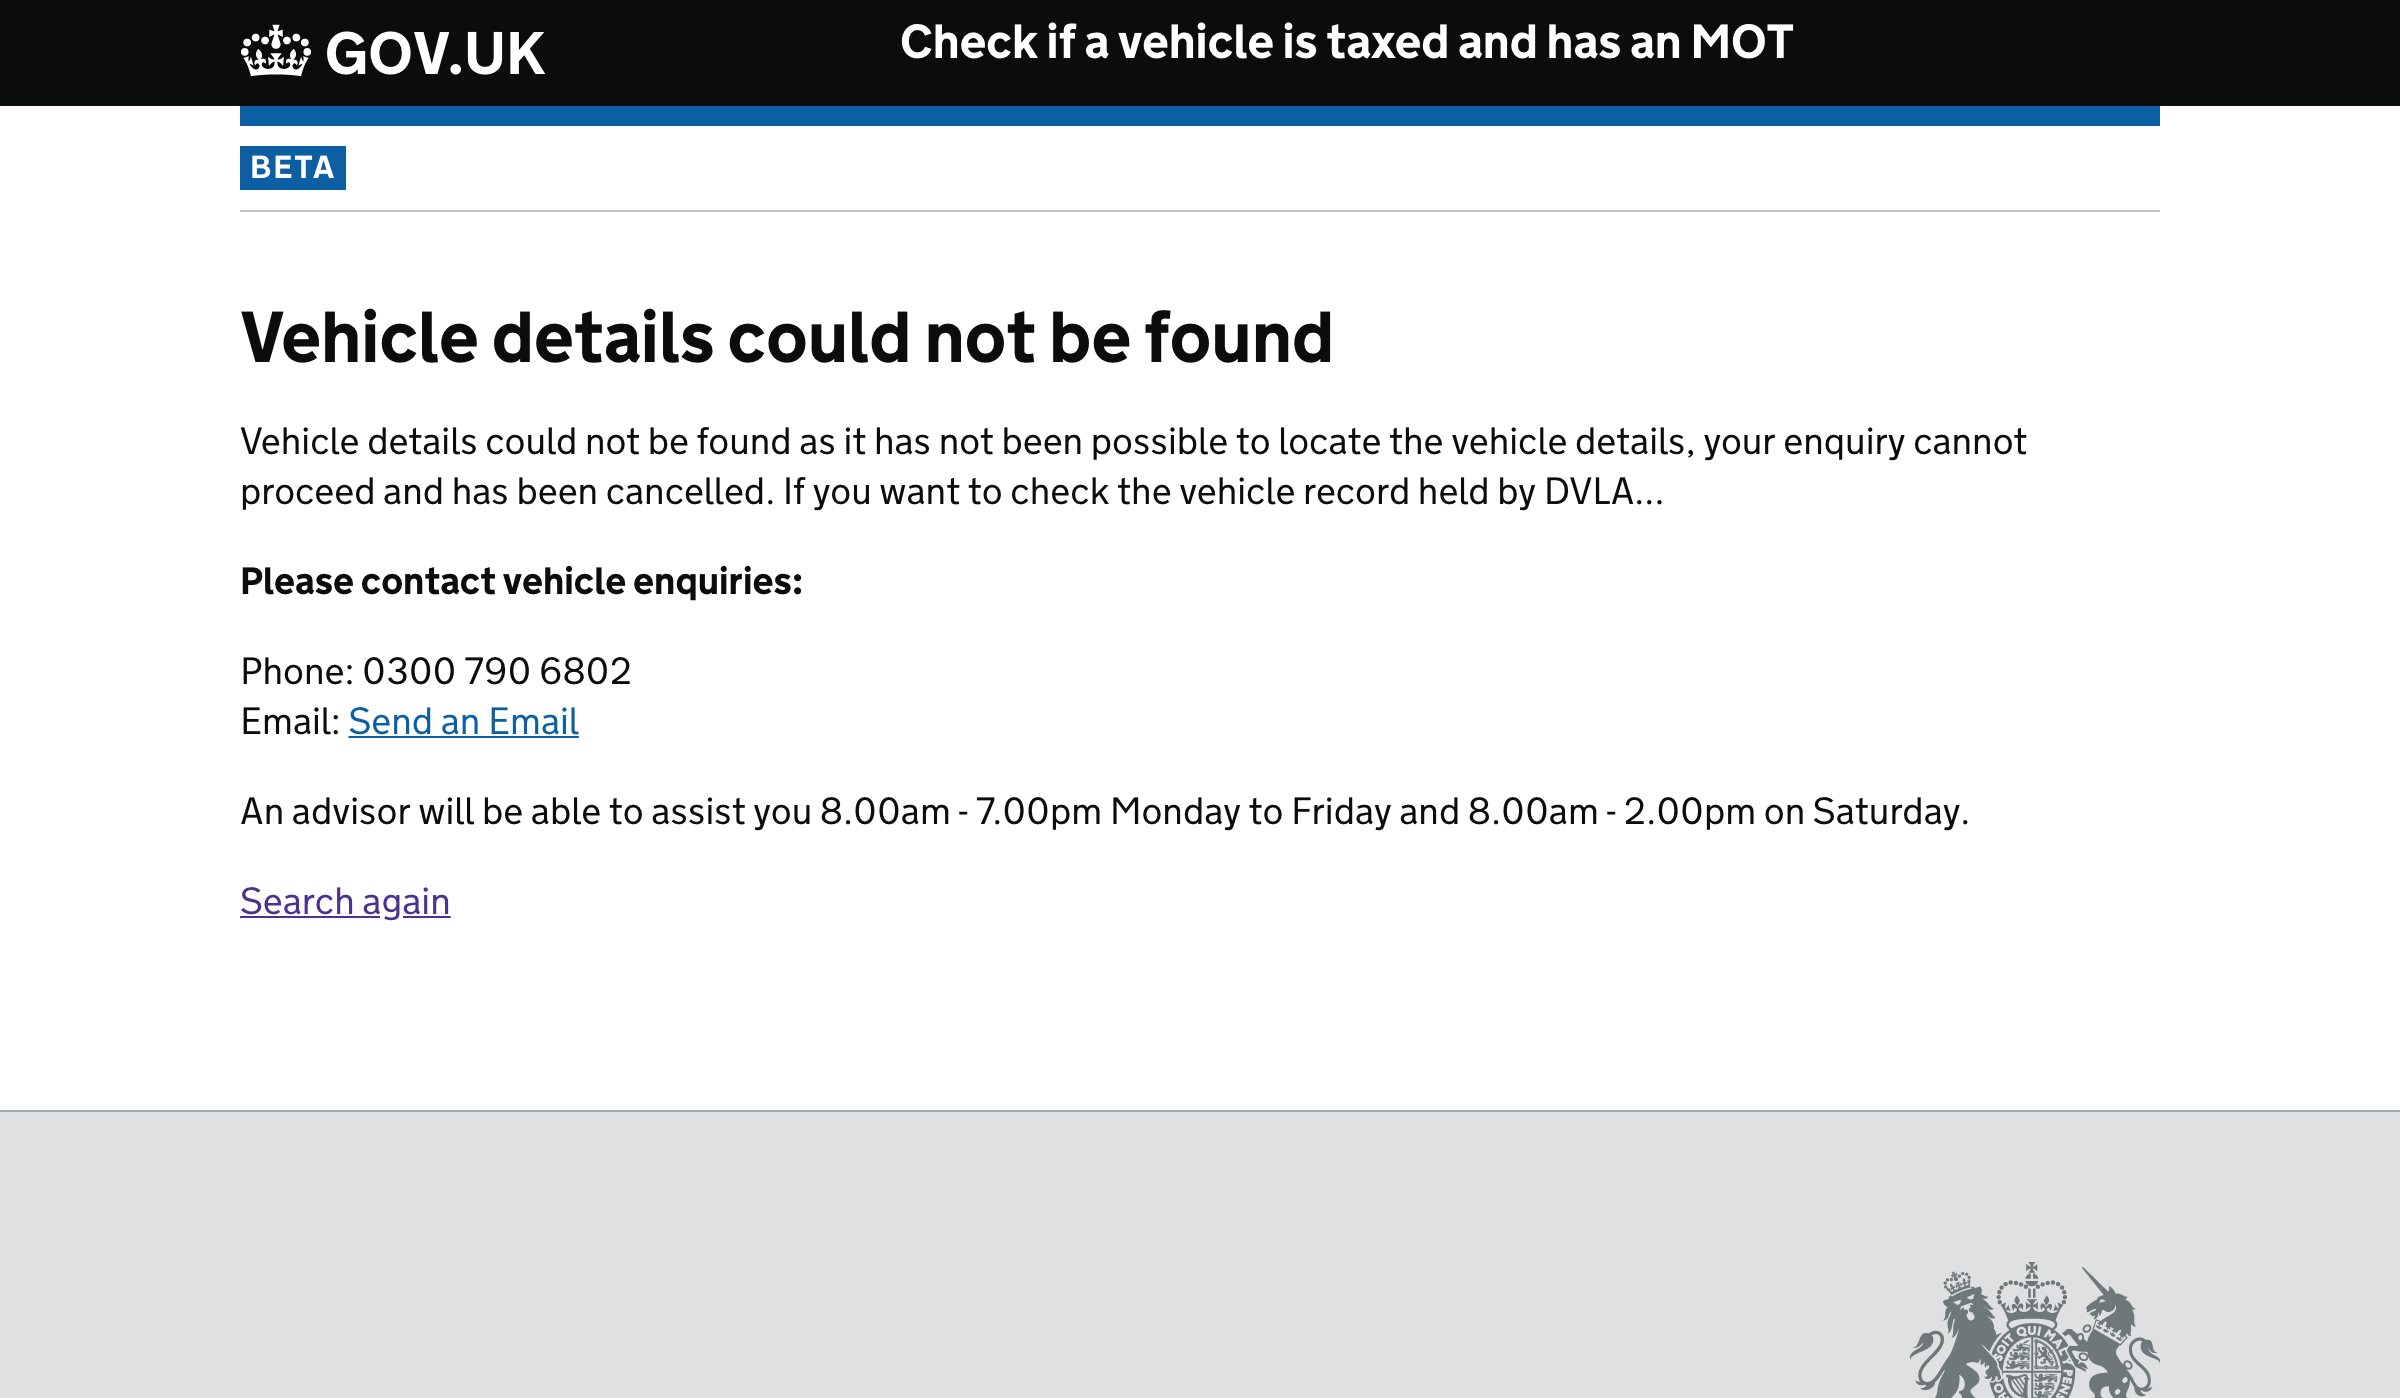 GOV.UK
Check if a vehicle is taxed and has an MOT
BETA
Vehicle details could not be found
Vehicle details could not be found as it has not been possible to locate the vehicle details, your enquiry cannot
proceed and has been cancelled. If you want to check the vehicle record held by DVLA...
Please contact vehicle enquiries:
Phone: 0300 790 6802
Email: Send an Email
An advisor will be able to assist you 8.00am - 7.00pm Monday to Friday and 8.00am - 2.00pm on Saturday.
Search again
SOIT QUI MAL